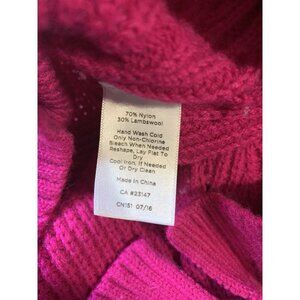 70% Nylon
30% Lambswool
Hand Wash Cold
Only Non-Chlorine
Bleach When Needed
Reshape, Lay Flat To
Dry
Cool Iron, If Needed
Or Dry Clean
Made In China
CA #23147
CN151 07/16